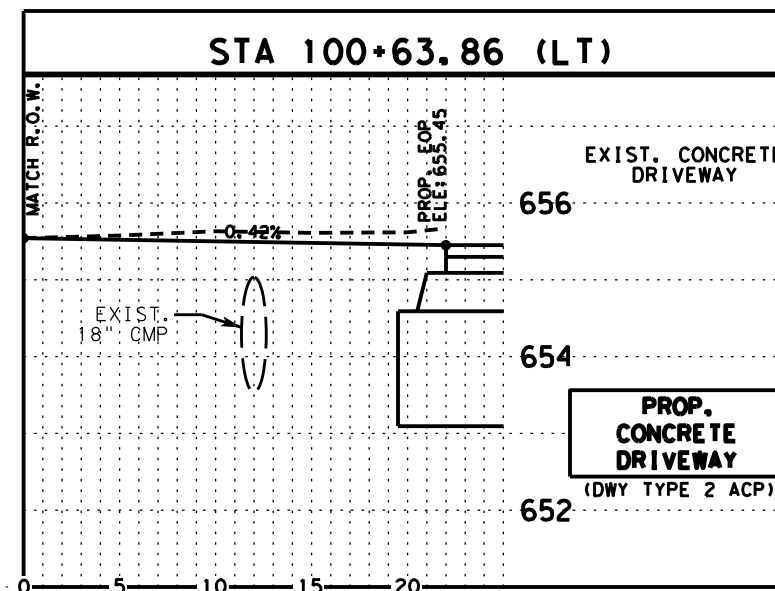 STA 100+63.86 (LT)
MATCH R.O.W.
PROP. EOP
ELE:655.45
EXIST. CONCRETE
DRIVEWAY
656
0.42%
EXIST.
18" CMP
654
PROP.
CONCRETE
DRIVEWAY
(DWY TYPE 2 ACP)
652
0 5 10 15 20